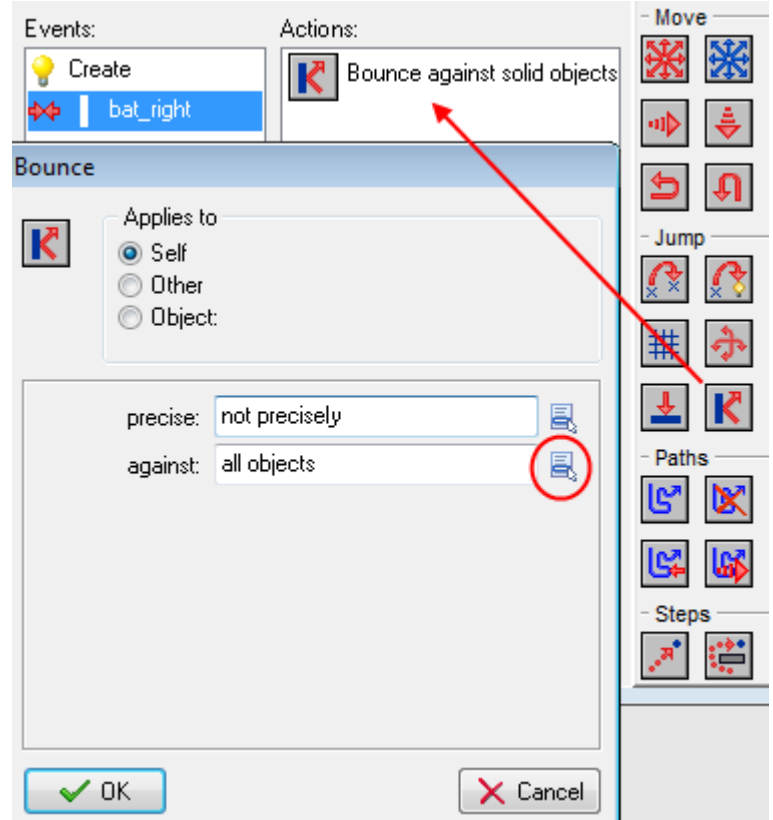 Events:
Actions:
Move
Create
Bounce against solid objects
bat_right
Bounce
Applies to
Self
Other
Object:
Jump
precise: not precisely
against: all objects
Paths
Steps
OK
Cancel